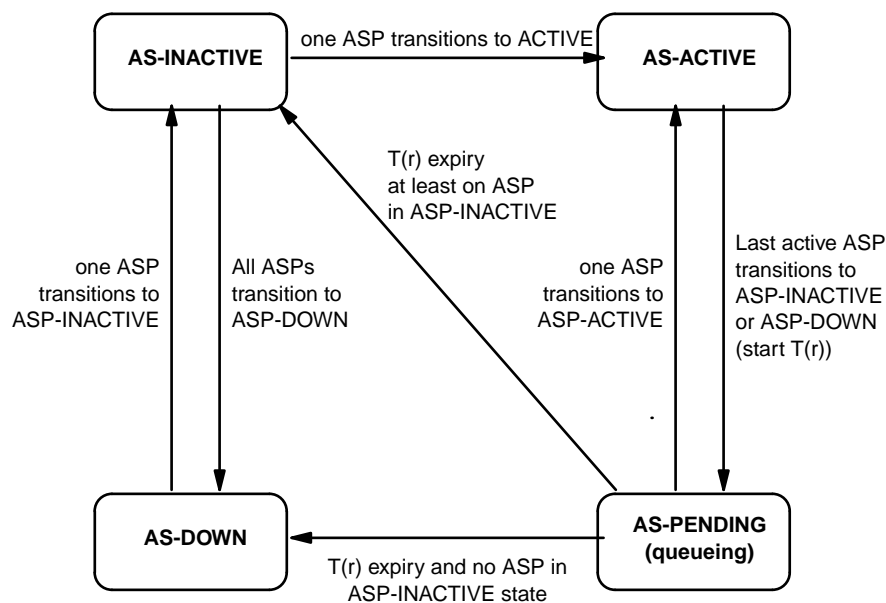 one ASP transitions to ACTIVE
AS-INACTIVE
AS-ACTIVE
T(r) expiry
at least on ASP
in ASP-INACTIVE
one ASP
transitions to
ASP-INACTIVE
All ASPs
transition to
ASP-DOWN
one ASP
transitions to
ASP-ACTIVE
Last active ASP
transitions to
ASP-INACTIVE
or ASP-DOWN
(start T(r))
AS-DOWN
AS-PENDING
(queueing)
T(r) expiry and no ASP in
ASP-INACTIVE state